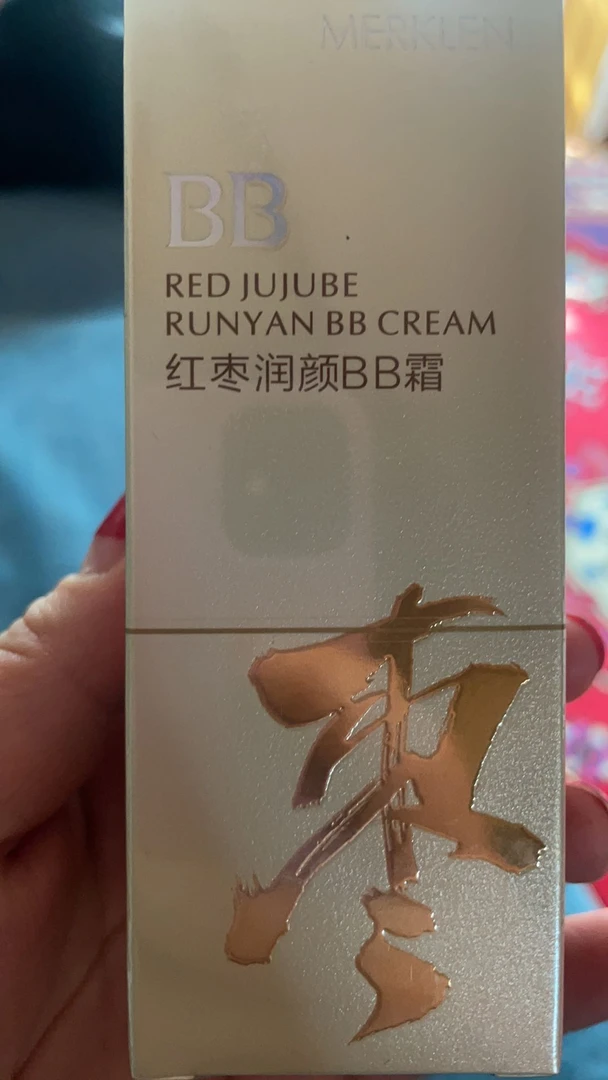 MERKLEN
BB
RED JUJUBE
RUNYAN BB CREAM
红枣润颜BB霜
枣